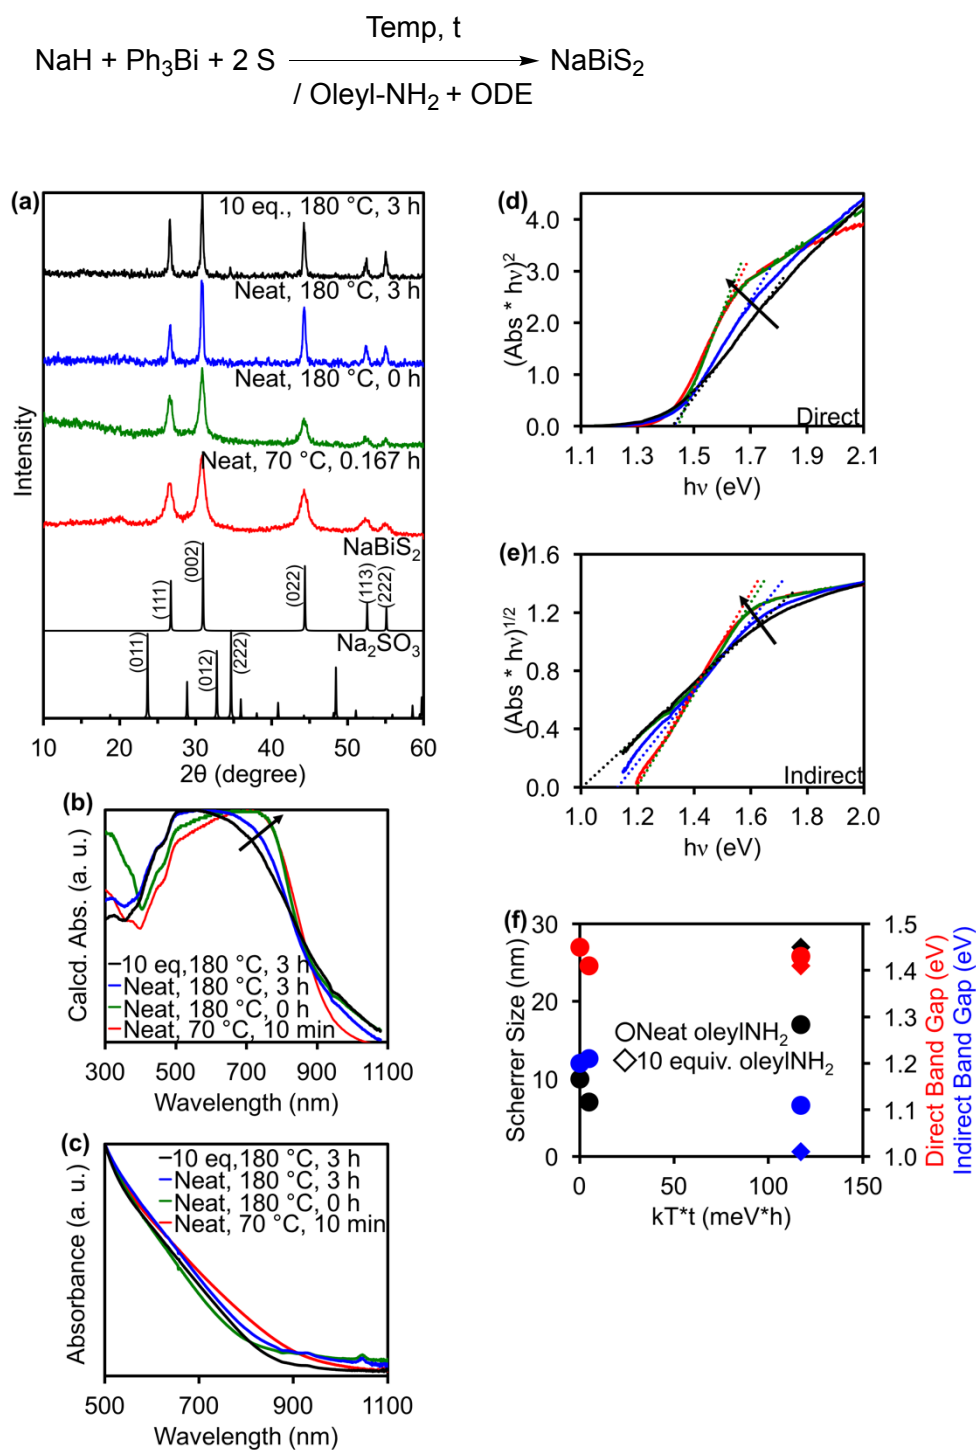 Temp, t
NaH + Ph₃Bi + 2 S
NaBiS₂
/ Oleyl-NH₂ + ODE
(a)
10 eq., 180 °C, 3 h
Neat, 180 °C, 3 h
Neat, 180 °C, 0 h
Neat, 70 °C, 0.167 h
NaBiS₂
(111)
(002)
(022)
(113)
(222)
Na₂SO₃
(011)
(012)
(222)
Intensity
10 20 30 40 50 60
2θ (degree)
(b)
Calcd. Abs. (a. u.)
10 eq,180 °C, 3 h
Neat, 180 °C, 3 h
Neat, 180 °C, 0 h
Neat, 70 °C, 10 min
300 500 700 900 1100
Wavelength (nm)
(c)
Absorbance (a. u.)
10 eq,180 °C, 3 h
Neat, 180 °C, 3 h
Neat, 180 °C, 0 h
Neat, 70 °C, 10 min
500 700 900 1100
Wavelength (nm)
(d)
(Abs * hν)²
4.0
3.0
2.0
1.0
0.0
Direct
1.1 1.3 1.5 1.7 1.9 2.1
hν (eV)
(e)
(Abs * hν)¹/²
1.6
1.2
0.8
0.4
0.0
Indirect
1.0 1.2 1.4 1.6 1.8 2.0
hν (eV)
(f)
Scherrer Size (nm)
30
20
10
0
Neat oleylNH₂
10 equiv. oleylNH₂
1.5
1.4
1.3
1.2
1.1
1.0
Direct Band Gap (eV)
Indirect Band Gap (eV)
0 50 100 150
kT*t (meV*h)